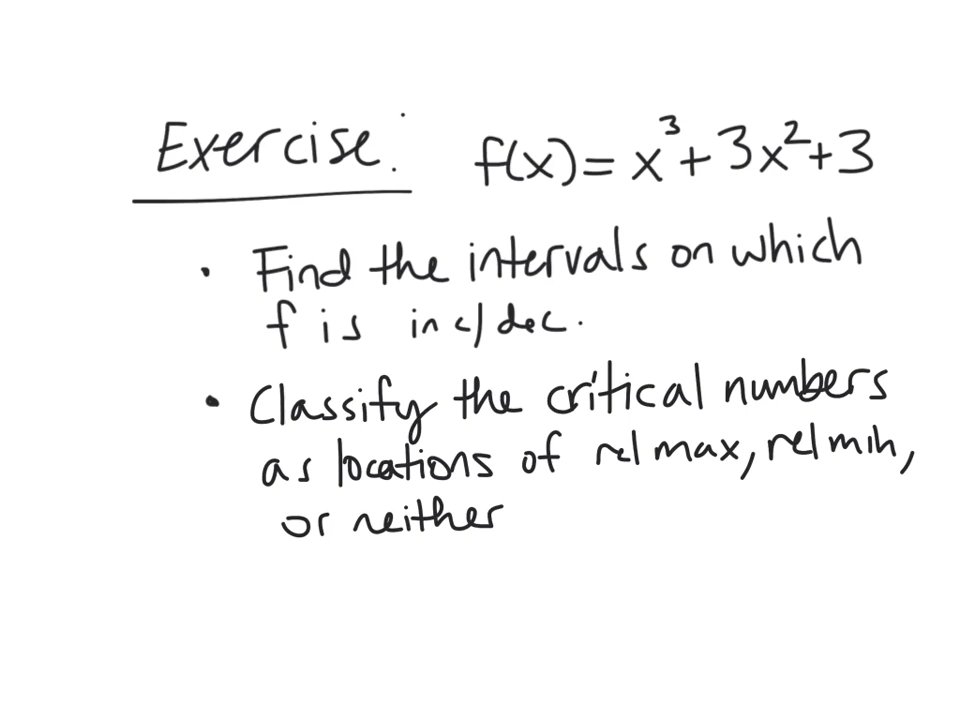 Exercise: f(x) = x³ + 3x² + 3
• Find the intervals on which
f is inc/dec.
• Classify the critical numbers
as locations of rel max, rel min,
or neither